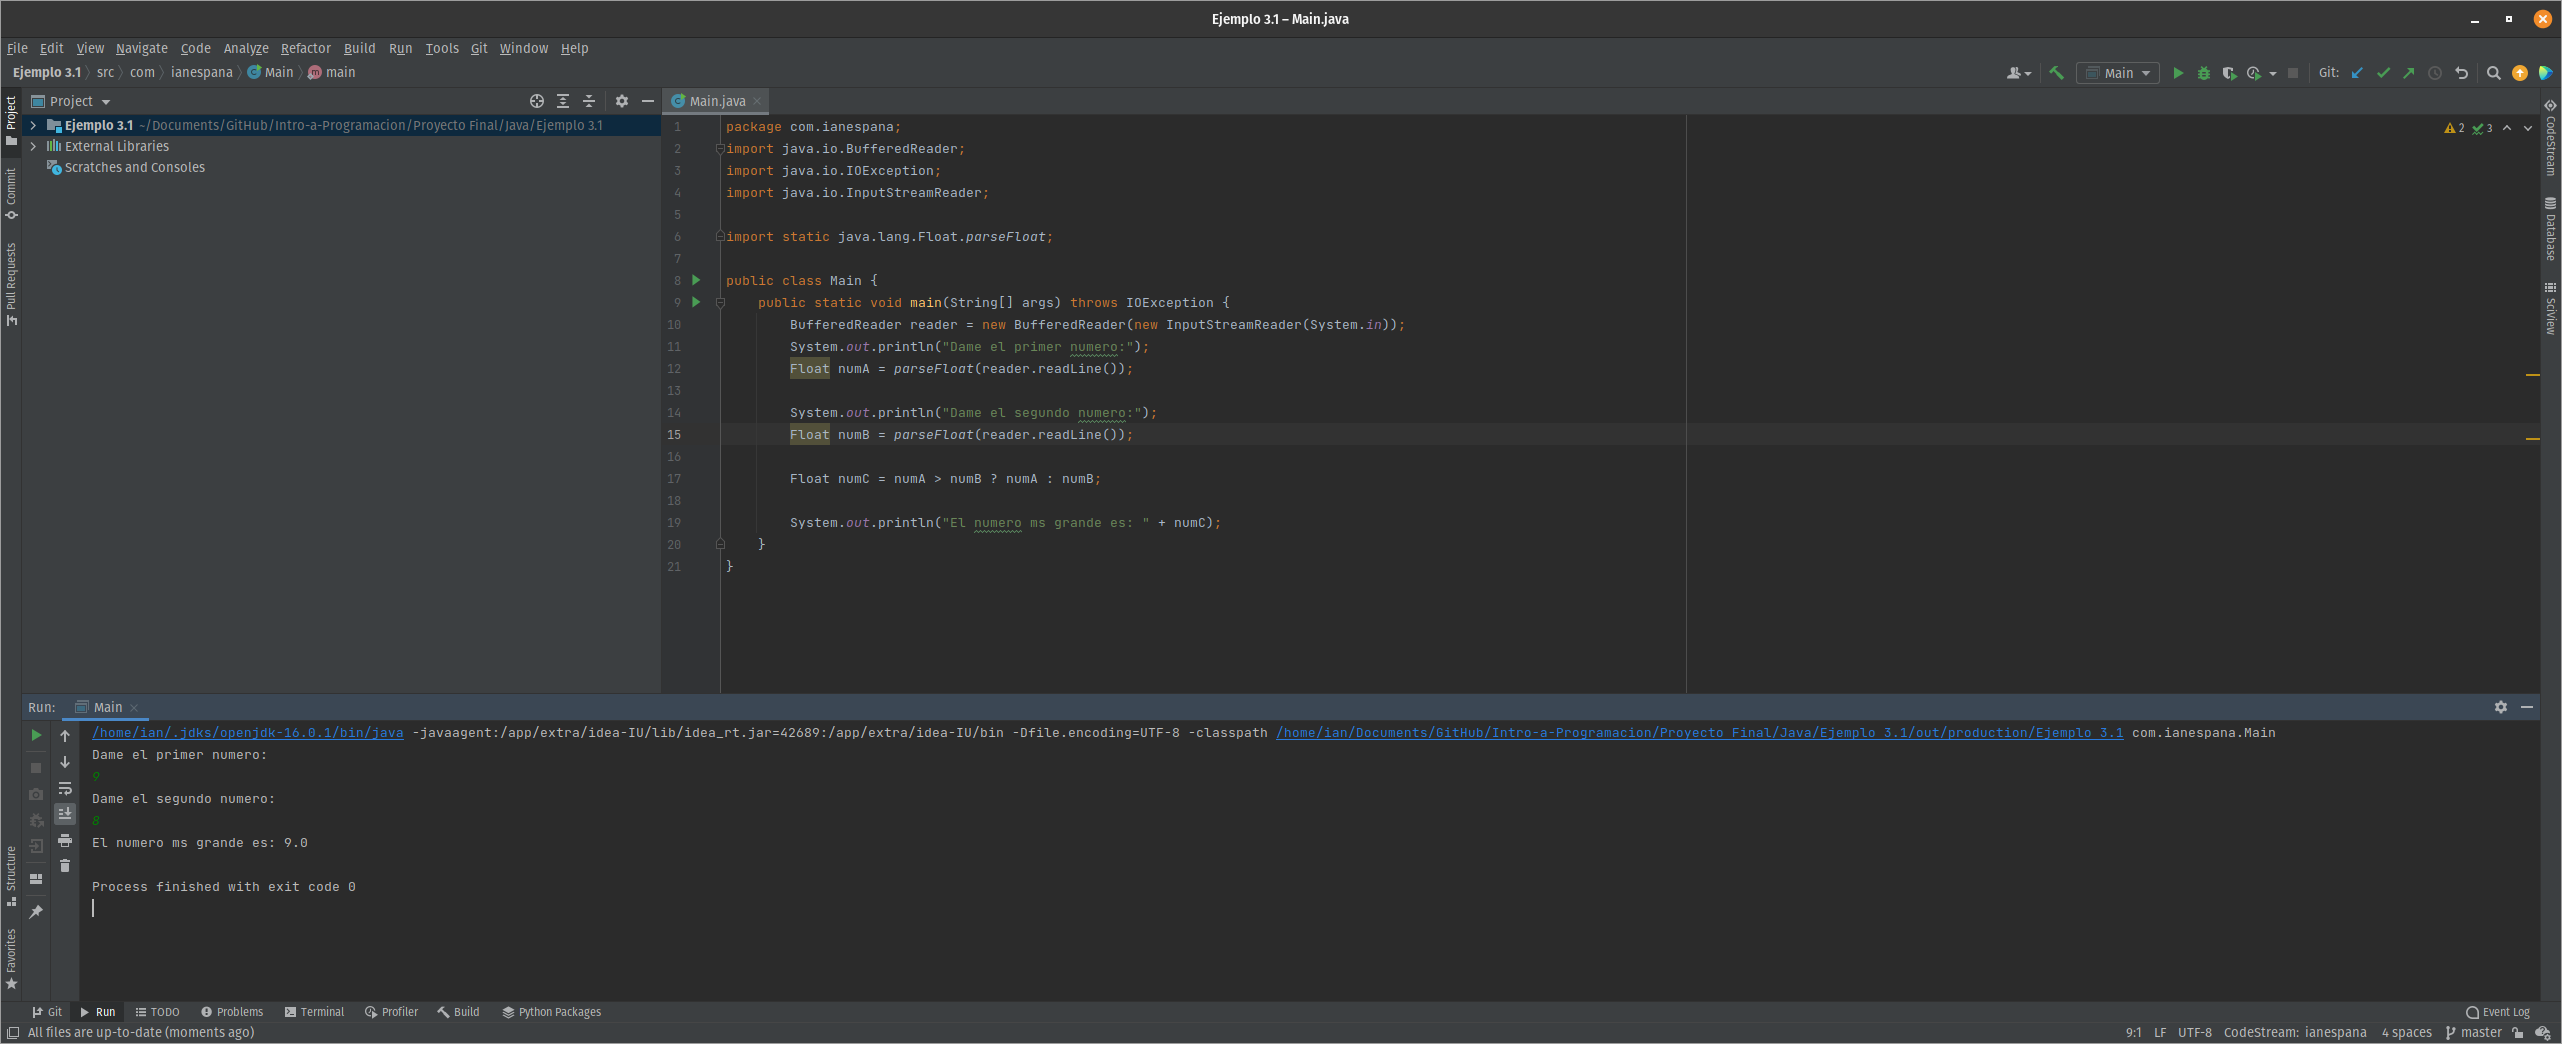 Ejemplo 3.1 – Main.java
File Edit View Navigate Code Analyze Refactor Build Run Tools Git Window Help
Ejemplo 3.1 src com ianespana Main main
Main Git:
Project
Main.java
Ejemplo 3.1 ~/Documents/GitHub/Intro-a-Programacion/Proyecto Final/Java/Ejemplo 3.1
External Libraries
Scratches and Consoles
Project
Commit
Pull Requests
Structure
Favorites
1 package com.ianespana;
2 import java.io.BufferedReader;
3 import java.io.IOException;
4 import java.io.InputStreamReader;
5
6 import static java.lang.Float.parseFloat;
7
8 public class Main {
9 public static void main(String[] args) throws IOException {
10 BufferedReader reader = new BufferedReader(new InputStreamReader(System.in));
11 System.out.println("Dame el primer numero:");
12 Float numA = parseFloat(reader.readLine());
13
14 System.out.println("Dame el segundo numero:");
15 Float numB = parseFloat(reader.readLine());
16
17 Float numC = numA > numB ? numA : numB;
18
19 System.out.println("El numero ms grande es: " + numC);
20 }
21 }
2 3
CodeStream
Database
SciView
Run: Main
/home/ian/.jdks/openjdk-16.0.1/bin/java -javaagent:/app/extra/idea-IU/lib/idea_rt.jar=42689:/app/extra/idea-IU/bin -Dfile.encoding=UTF-8 -classpath /home/ian/Documents/GitHub/Intro-a-Programacion/Proyecto Final/Java/Ejemplo 3.1/out/production/Ejemplo 3.1 com.ianespana.Main
Dame el primer numero:
9
Dame el segundo numero:
8
El numero ms grande es: 9.0
Process finished with exit code 0
Git Run TODO Problems Terminal Profiler Build Python Packages Event Log
All files are up-to-date (moments ago) 9:1 LF UTF-8 CodeStream: ianespana 4 spaces master